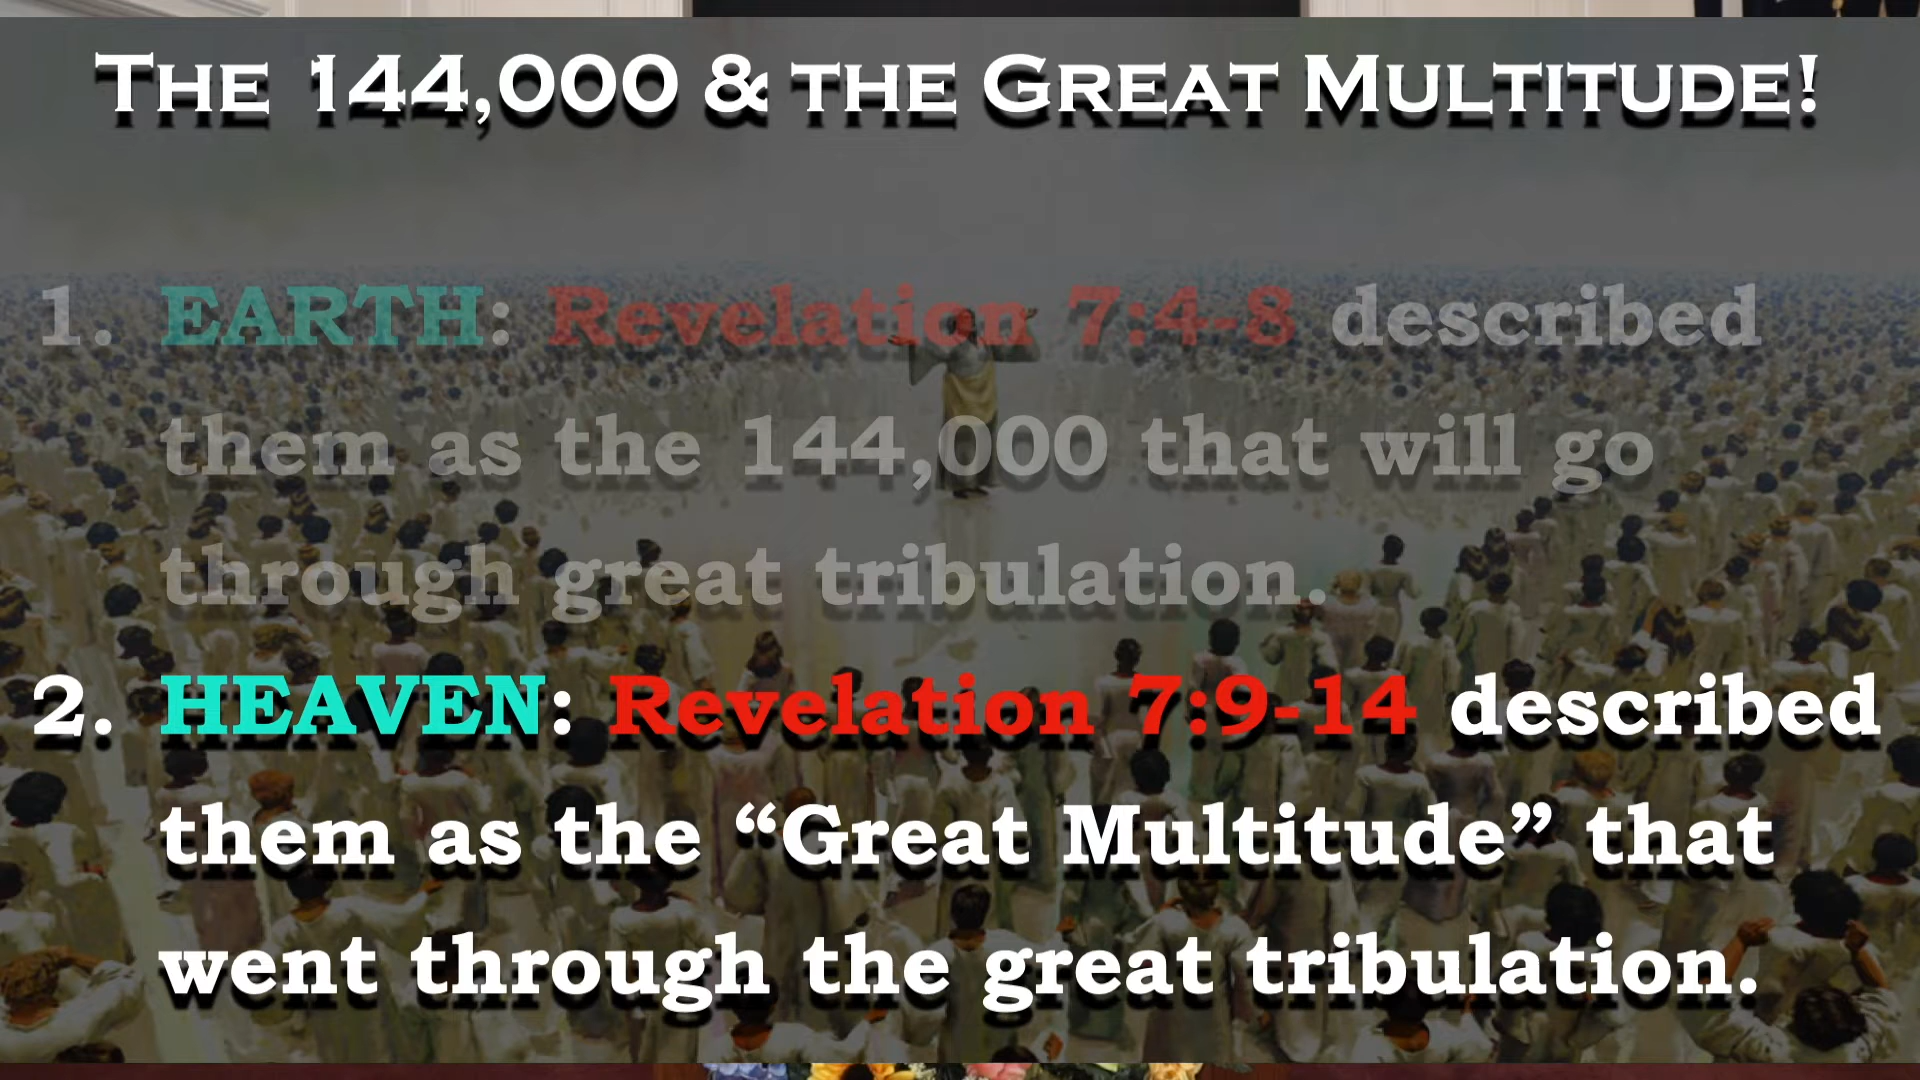 THE 144,000 & THE GREAT MULTITUDE!
1. EARTH: Revelation 7:4-8 described
them as the 144,000 that will go
through great tribulation.
2. HEAVEN: Revelation 7:9-14 described
them as the “Great Multitude” that
went through the great tribulation.